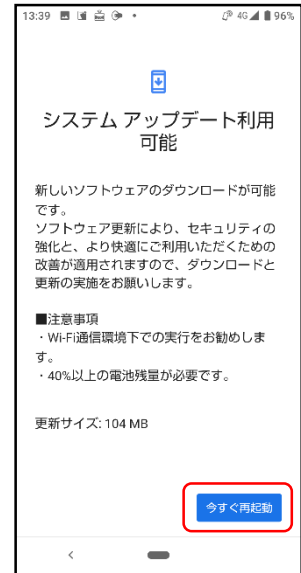 13:39 4G 96%
システム アップデート利用
可能
新しいソフトウェアのダウンロードが可能
です。
ソフトウェア更新により、セキュリティの
強化と、より快適にご利用いただくための
改善が適用されますので、ダウンロードと
更新の実施をお願いします。
■注意事項
・Wi-Fi通信環境下での実行をお勧めしま
す。
・40%以上の電池残量が必要です。
更新サイズ: 104 MB
今すぐ再起動